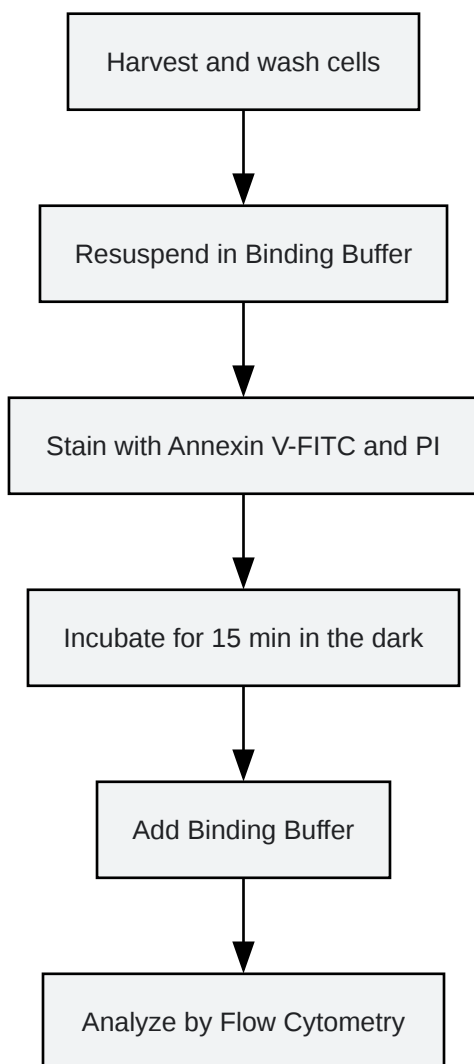 Harvest and wash cells
Resuspend in Binding Buffer
Stain with Annexin V-FITC and PI
Incubate for 15 min in the dark
Add Binding Buffer
Analyze by Flow Cytometry